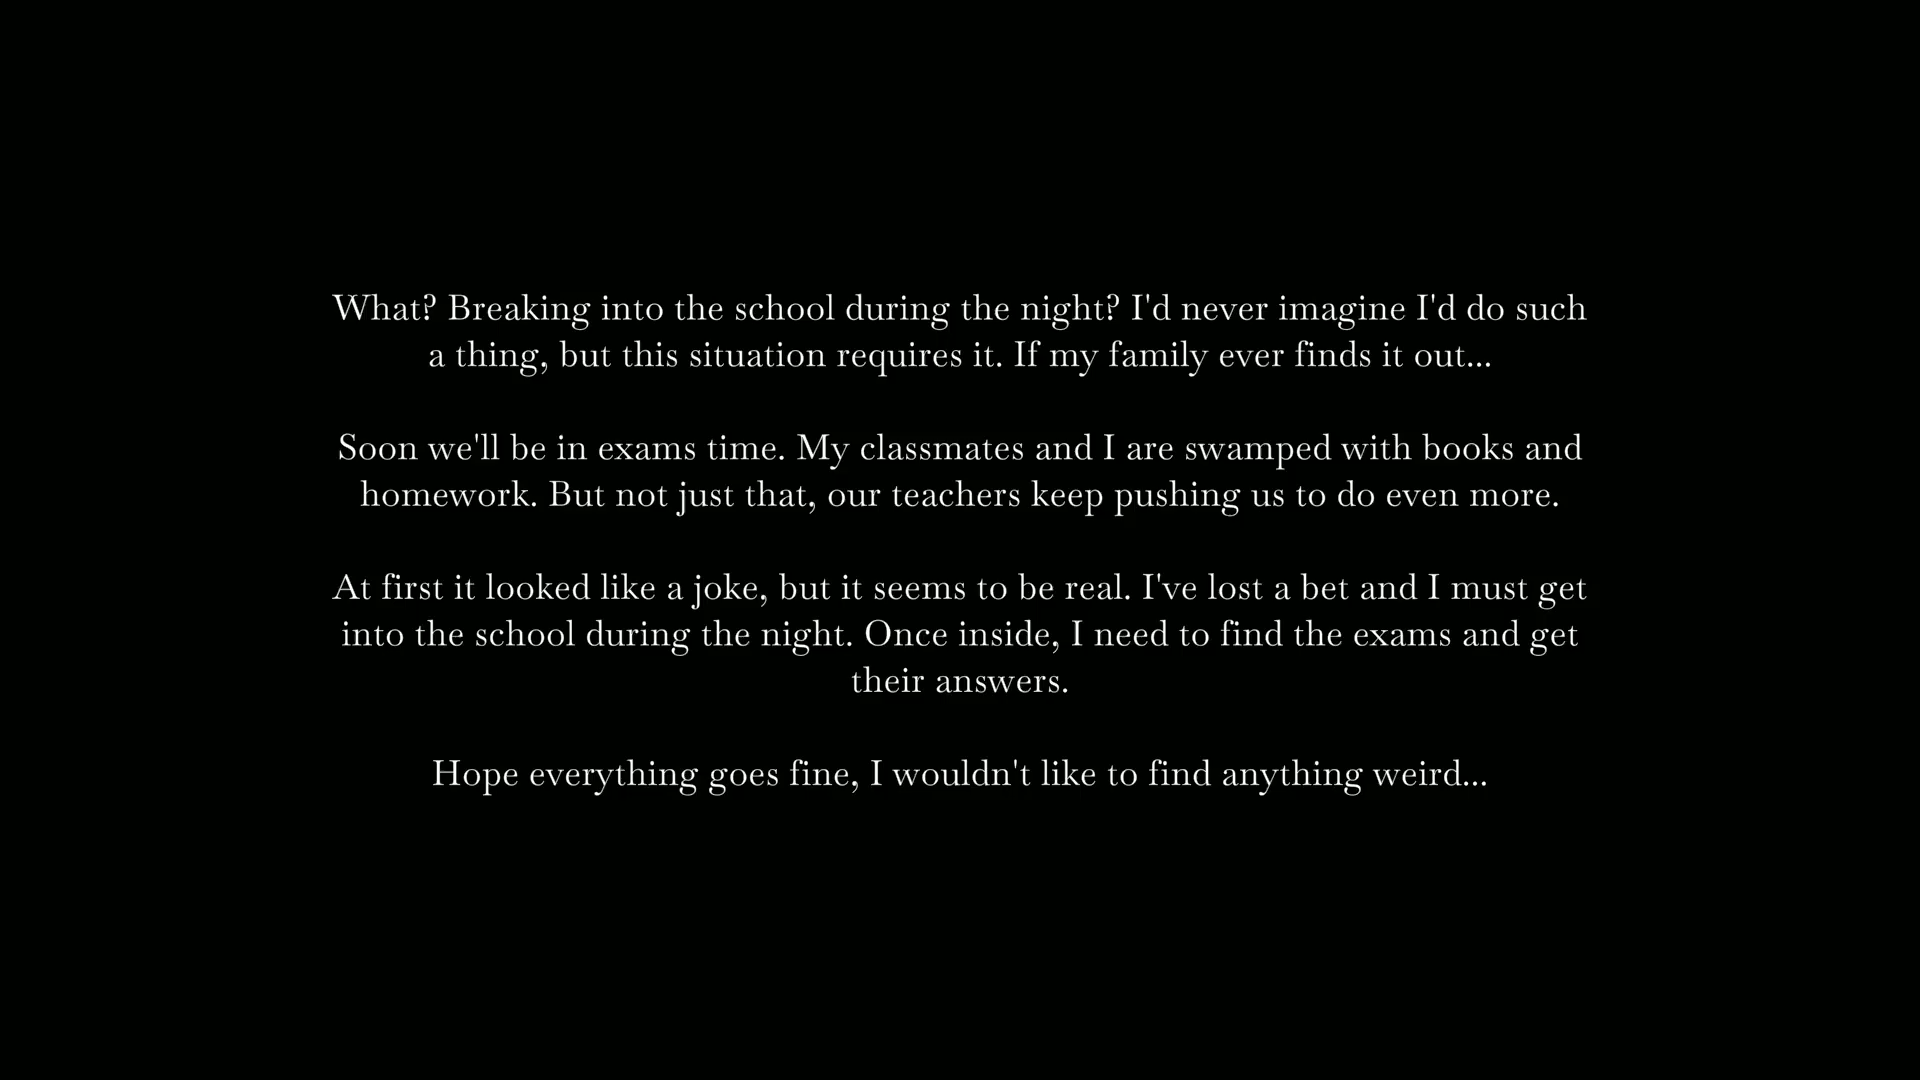 What? Breaking into the school during the night? I'd never imagine I'd do such
a thing, but this situation requires it. If my family ever finds it out...
Soon we'll be in exams time. My classmates and I are swamped with books and
homework. But not just that, our teachers keep pushing us to do even more.
At first it looked like a joke, but it seems to be real. I've lost a bet and I must get
into the school during the night. Once inside, I need to find the exams and get
their answers.
Hope everything goes fine, I wouldn't like to find anything weird...